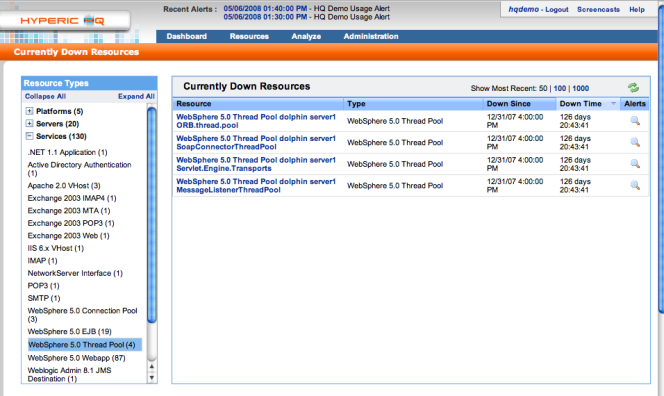 HYPERIC HQ
Recent Alerts : 05/06/2008 01:40:00 PM - HQ Demo Usage Alert
05/06/2008 01:30:00 PM - HQ Demo Usage Alert
hqdemo - Logout Screencasts Help
Dashboard Resources Analyze Administration
Currently Down Resources
Resource Types
Collapse All Expand All
Platforms (5)
Servers (20)
Services (130)
.NET 1.1 Application (1)
Active Directory Authentication
(1)
Apache 2.0 VHost (3)
Exchange 2003 IMAP4 (1)
Exchange 2003 MTA (1)
Exchange 2003 POP3 (1)
Exchange 2003 Web (1)
IIS 6.x VHost (1)
IMAP (1)
NetworkServer Interface (1)
POP3 (1)
SMTP (1)
WebSphere 5.0 Connection Pool
(3)
WebSphere 5.0 EJB (19)
WebSphere 5.0 Thread Pool (4)
WebSphere 5.0 Webapp (87)
Weblogic Admin 8.1 JMS
Destination (1)
Currently Down Resources
Show Most Recent: 50 | 100 | 1000
Resource Type Down Since Down Time Alerts
WebSphere 5.0 Thread Pool dolphin server1
ORB.thread.pool
WebSphere 5.0 Thread Pool
12/31/07 4:00:00
PM
126 days
20:43:41
WebSphere 5.0 Thread Pool dolphin server1
SoapConnectorThreadPool
WebSphere 5.0 Thread Pool
12/31/07 4:00:00
PM
126 days
20:43:41
WebSphere 5.0 Thread Pool dolphin server1
Servlet.Engine.Transports
WebSphere 5.0 Thread Pool
12/31/07 4:00:00
PM
126 days
20:43:41
WebSphere 5.0 Thread Pool dolphin server1
MessageListenerThreadPool
WebSphere 5.0 Thread Pool
12/31/07 4:00:00
PM
126 days
20:43:41